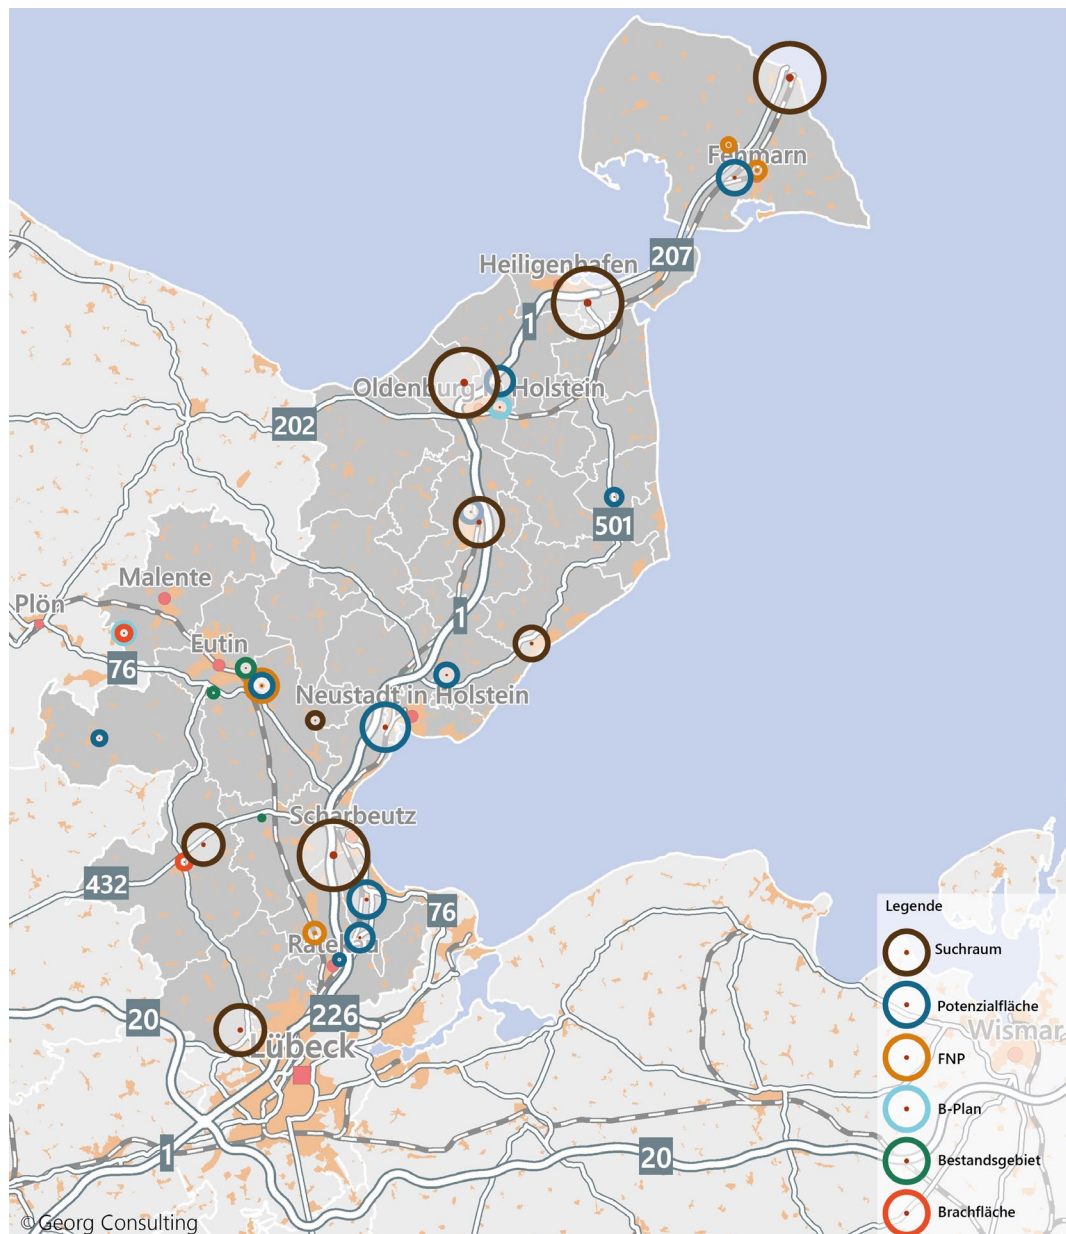 Fehmarn
207
Heiligenhafen
1
Oldenburg in Holstein
202
501
Malente
Plön
1
Eutin
76
Neustadt in Holstein
Scharbeutz
432
76
Ratekau
20
226
Lübeck
1
20
Wismar
Legende
Suchraum
Potenzialfläche
FNP
B-Plan
Bestandsgebiet
Brachfläche
©Georg Consulting